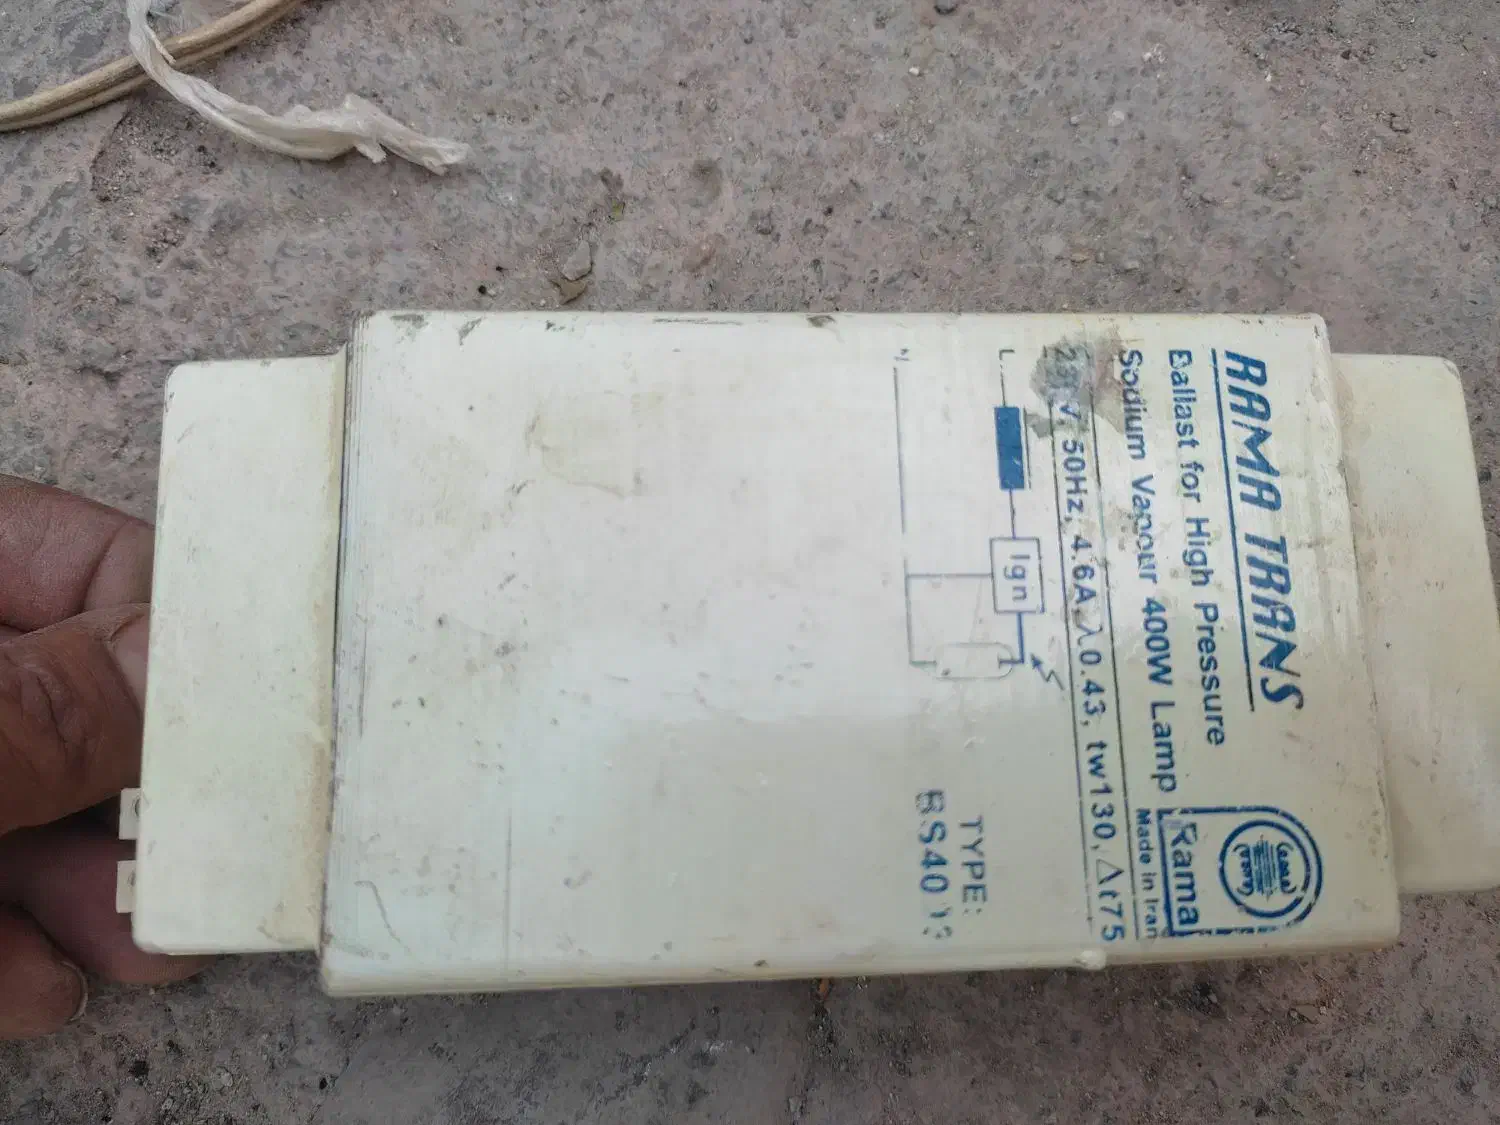 RAMA TRANS
Ballast for High Pressure
Sodium Vapour 400W Lamp
Rama
Made in Iran
50Hz, 4.6A, λ0.43, tw130, Δt75
L
Ign
N
TYPE: